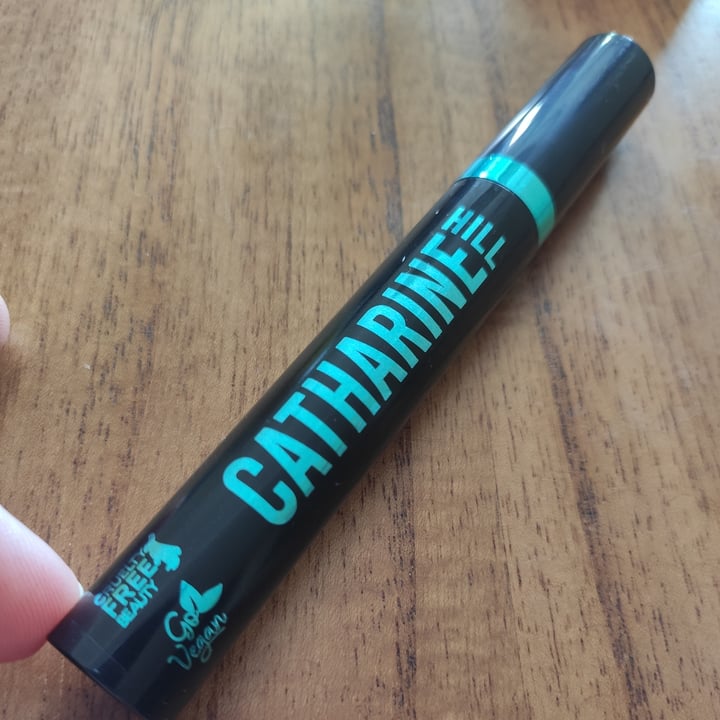 CATHARINE
HILL
CRUELTY
FREE
BEAUTY
Go
Vegan